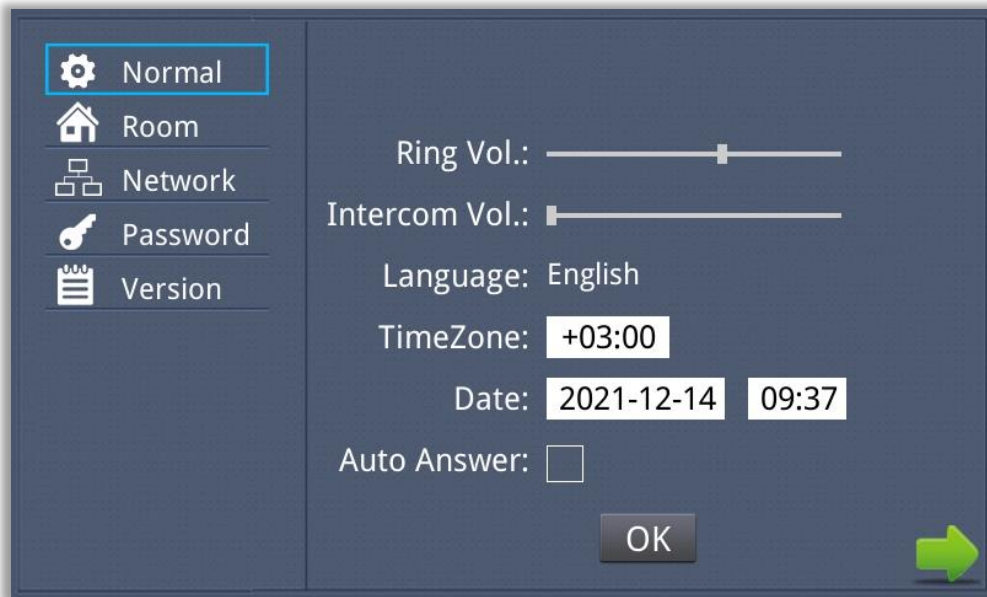 Normal
Room
Network
Password
Version
Ring Vol.:
Intercom Vol.:
Language: English
TimeZone: +03:00
Date: 2021-12-14 09:37
Auto Answer:
OK